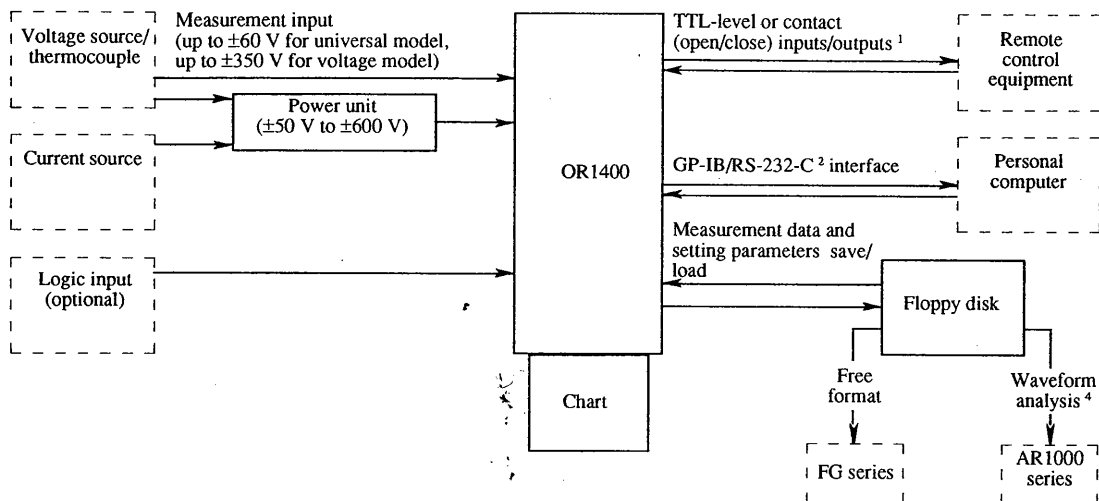 Voltage source/
thermocouple
Measurement input
(up to ±60 V for universal model,
up to ±350 V for voltage model)
Power unit
(±50 V to ±600 V)
Current source
Logic input
(optional)
OR1400
Chart
TTL-level or contact
(open/close) inputs/outputs 1
Remote
control
equipment
GP-IB/RS-232-C 2 interface
Personal
computer
Measurement data and
setting parameters save/
load
Floppy disk
Free
format
Waveform
analysis 4
FG series
AR1000
series